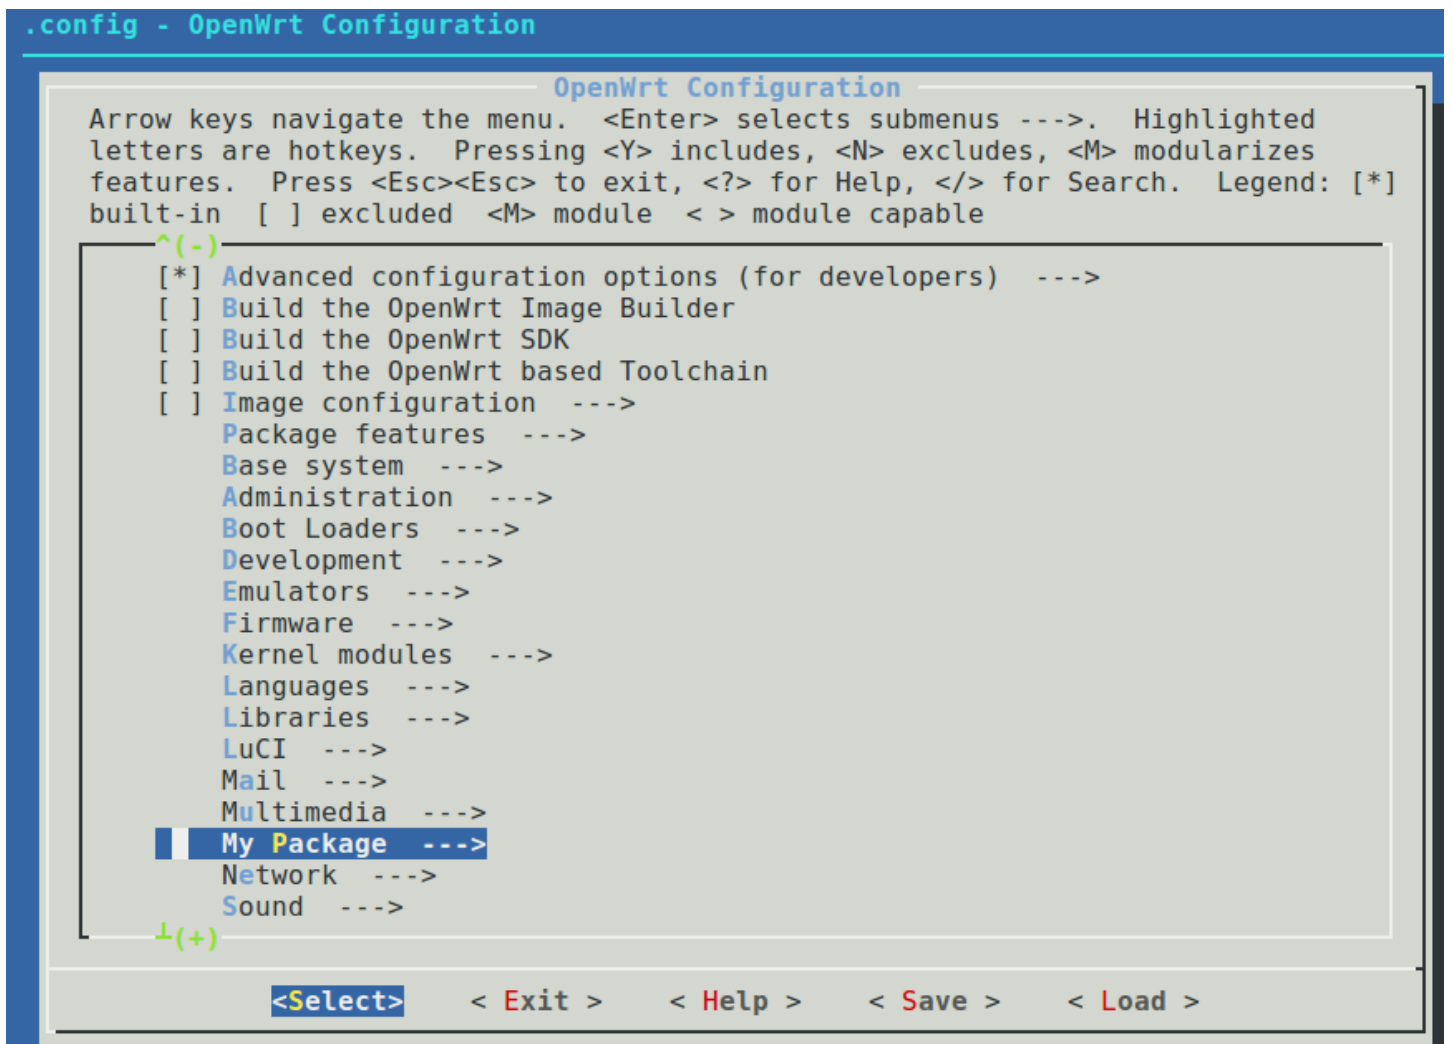 .config - OpenWrt Configuration
OpenWrt Configuration
Arrow keys navigate the menu.  <Enter> selects submenus --->.  Highlighted
letters are hotkeys.  Pressing <Y> includes, <N> excludes, <M> modularizes
features.  Press <Esc><Esc> to exit, <?> for Help, </> for Search.  Legend: [*]
built-in  [ ] excluded  <M> module  < > module capable
^(-)
[*] Advanced configuration options (for developers)  --->
[ ] Build the OpenWrt Image Builder
[ ] Build the OpenWrt SDK
[ ] Build the OpenWrt based Toolchain
[ ] Image configuration  --->
Package features  --->
Base system  --->
Administration  --->
Boot Loaders  --->
Development  --->
Emulators  --->
Firmware  --->
Kernel modules  --->
Languages  --->
Libraries  --->
LuCI  --->
Mail  --->
Multimedia  --->
My Package  --->
Network  --->
Sound  --->
┴(+)
<Select>    < Exit >    < Help >    < Save >    < Load >